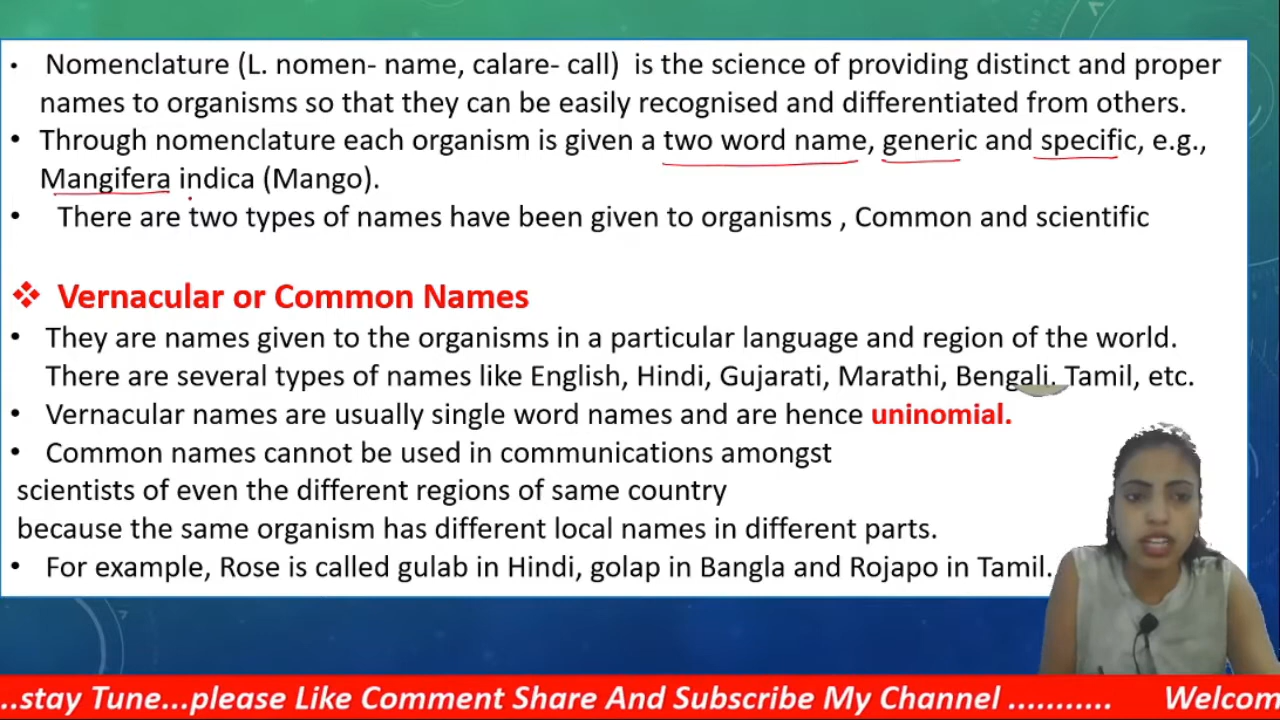 • Nomenclature (L. nomen- name, calare- call) is the science of providing distinct and proper
names to organisms so that they can be easily recognised and differentiated from others.
• Through nomenclature each organism is given a two word name, generic and specific, e.g.,
Mangifera indica (Mango).
• There are two types of names have been given to organisms , Common and scientific
❖ Vernacular or Common Names
• They are names given to the organisms in a particular language and region of the world.
There are several types of names like English, Hindi, Gujarati, Marathi, Bengali, Tamil, etc.
• Vernacular names are usually single word names and are hence uninomial.
• Common names cannot be used in communications amongst
scientists of even the different regions of same country
because the same organism has different local names in different parts.
• For example, Rose is called gulab in Hindi, golap in Bangla and Rojapo in Tamil.
..stay Tune...please Like Comment Share And Subscribe My Channel ........... Welcom